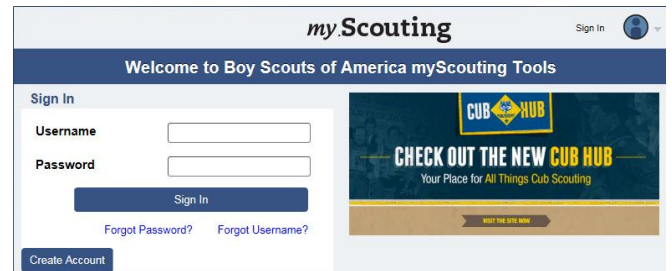 my.Scouting
Sign In
Welcome to Boy Scouts of America myScouting Tools
Sign In
Username
Password
Sign In
Forgot Password? Forgot Username?
Create Account
CUB HUB
CHECK OUT THE NEW CUB HUB
Your Place for All Things Cub Scouting
VISIT THE SITE NOW